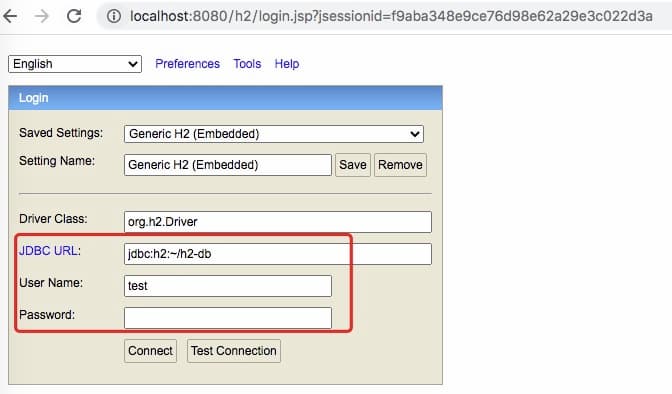 localhost:8080/h2/login.jsp?jsessionid=f9aba348e9ce76d98e62a29e3c022d3a
English Preferences Tools Help
Login
Saved Settings: Generic H2 (Embedded)
Setting Name: Generic H2 (Embedded) Save Remove
Driver Class: org.h2.Driver
JDBC URL: jdbc:h2:~/h2-db
User Name: test
Password:
Connect Test Connection